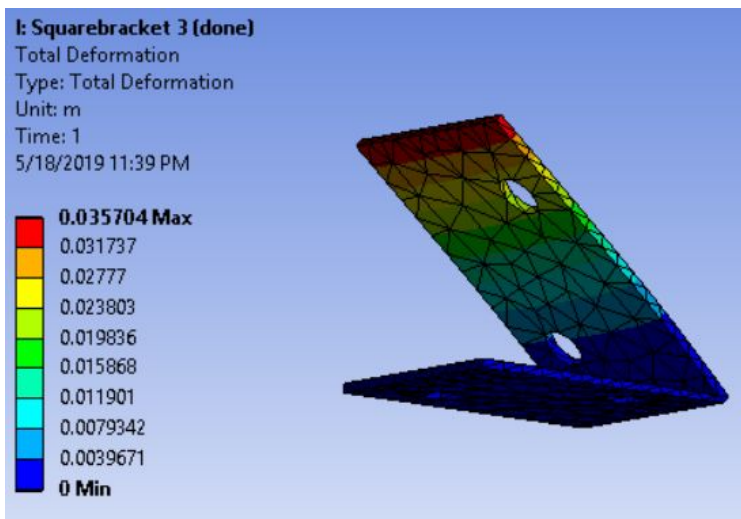 I: Squarebracket 3 (done)
Total Deformation
Type: Total Deformation
Unit: m
Time: 1
5/18/2019 11:39 PM
0.035704 Max
0.031737
0.02777
0.023803
0.019836
0.015868
0.011901
0.0079342
0.0039671
0 Min